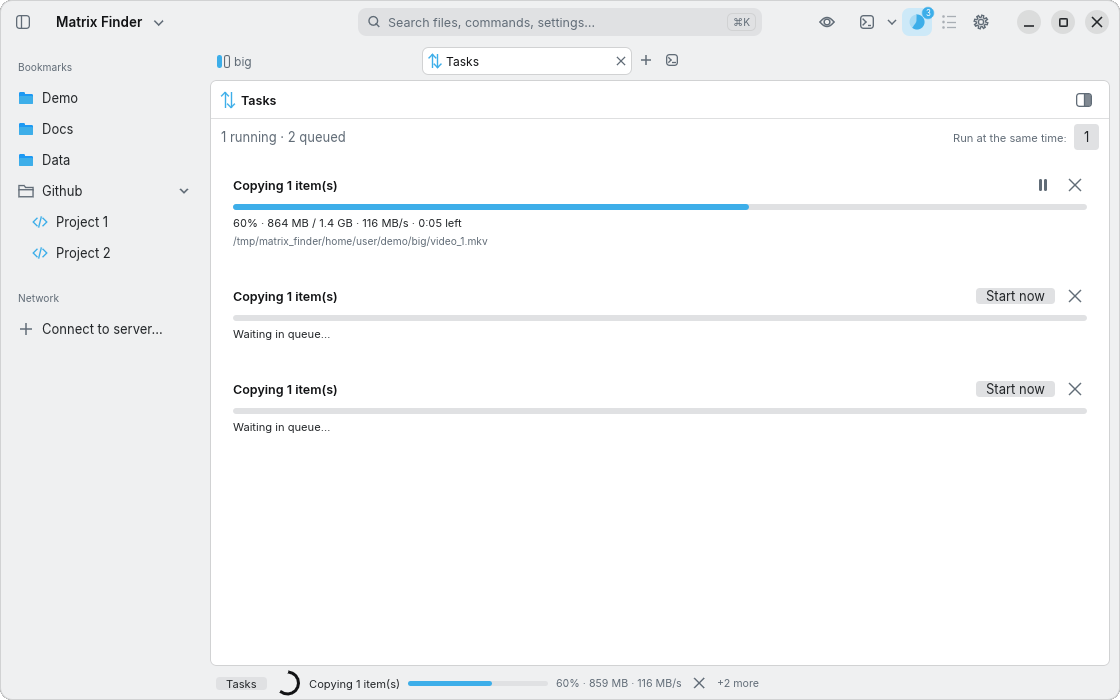 Matrix Finder
Search files, commands, settings...
⌘K
3
Bookmarks
Demo
Docs
Data
Github
Project 1
Project 2
Network
Connect to server...
big
Tasks
Tasks
1 running · 2 queued
Run at the same time:
1
Copying 1 item(s)
60% · 864 MB / 1.4 GB · 116 MB/s · 0:05 left
/tmp/matrix_finder/home/user/demo/big/video_1.mkv
Copying 1 item(s)
Start now
Waiting in queue...
Copying 1 item(s)
Start now
Waiting in queue...
Tasks
Copying 1 item(s)
60% · 859 MB · 116 MB/s
+2 more